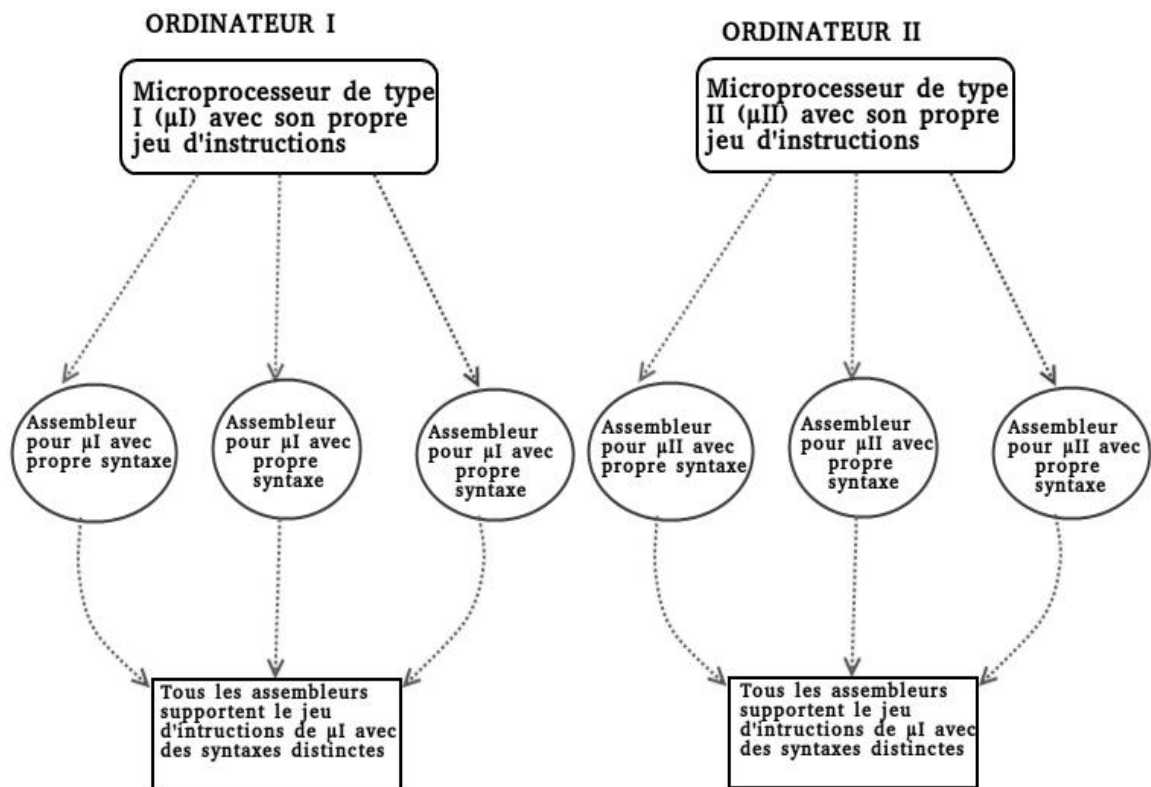 ORDINATEUR I
Microprocesseur de type
I (µI) avec son propre
jeu d'instructions
Assembleur
pour µI avec
propre syntaxe
Assembleur
pour µI avec
propre
syntaxe
Assembleur
pour µI avec
propre
syntaxe
Tous les assembleurs
supportent le jeu
d'intructions de µI avec
des syntaxes distinctes
ORDINATEUR II
Microprocesseur de type
II (µII) avec son propre
jeu d'instructions
Assembleur
pour µII avec
propre syntaxe
Assembleur
pour µII avec
propre
syntaxe
Assembleur
pour µII avec
propre
syntaxe
Tous les assembleurs
supportent le jeu
d'intructions de µI avec
des syntaxes distinctes